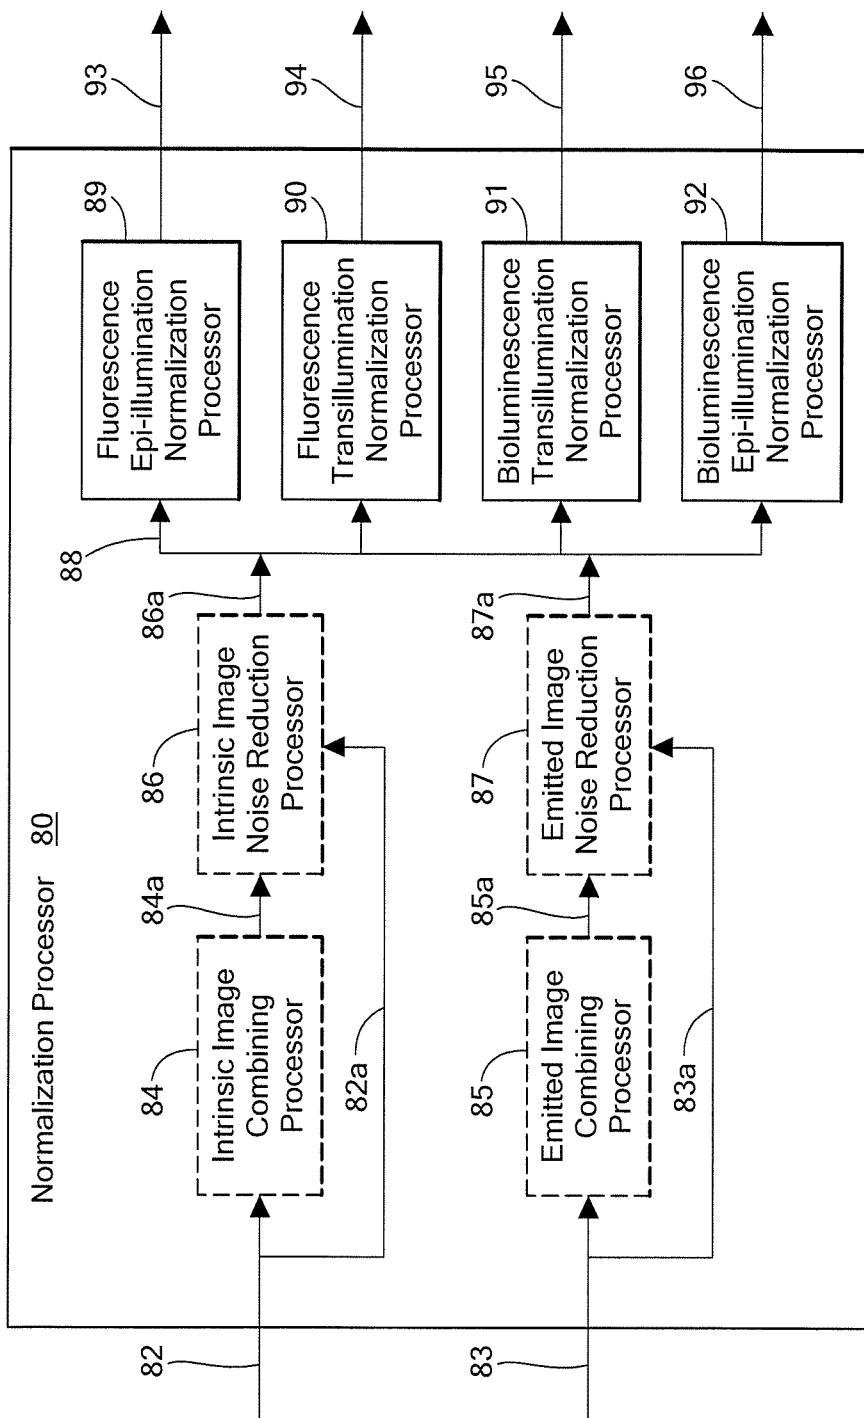 Normalization Processor 80
82
84
Intrinsic Image
Combining
Processor
84a
82a
86
Intrinsic Image
Noise Reduction
Processor
86a
83
85
Emitted Image
Combining
Processor
85a
83a
87
Emitted Image
Noise Reduction
Processor
87a
88
89
Fluorescence
Epi-illumination
Normalization
Processor
93
90
Fluorescence
Transillumination
Normalization
Processor
94
91
Bioluminescence
Transillumination
Normalization
Processor
95
92
Bioluminescence
Epi-illumination
Normalization
Processor
96